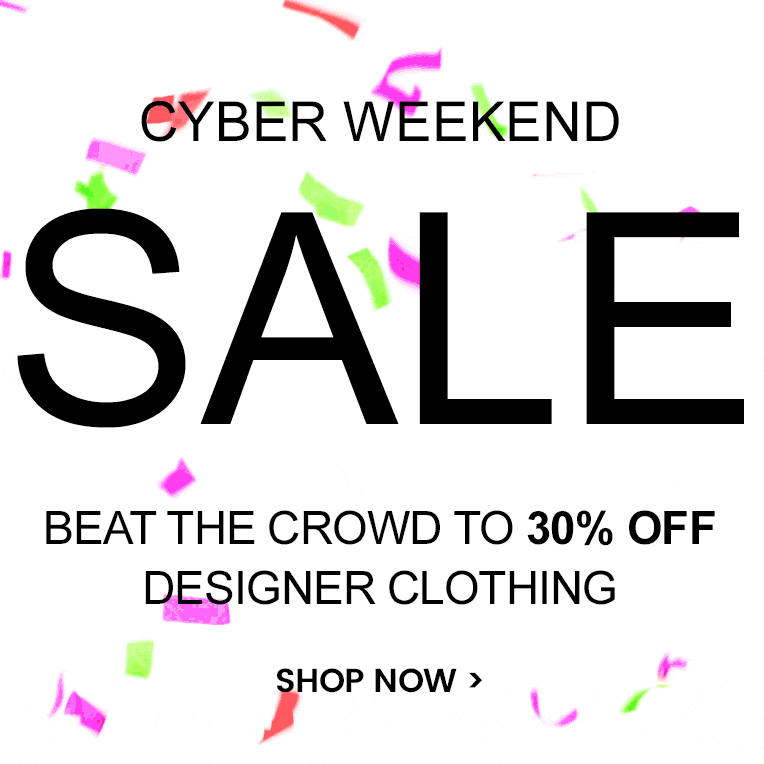 CYBER WEEKEND
SALE
BEAT THE CROWD TO 30% OFF
DESIGNER CLOTHING
SHOP NOW >